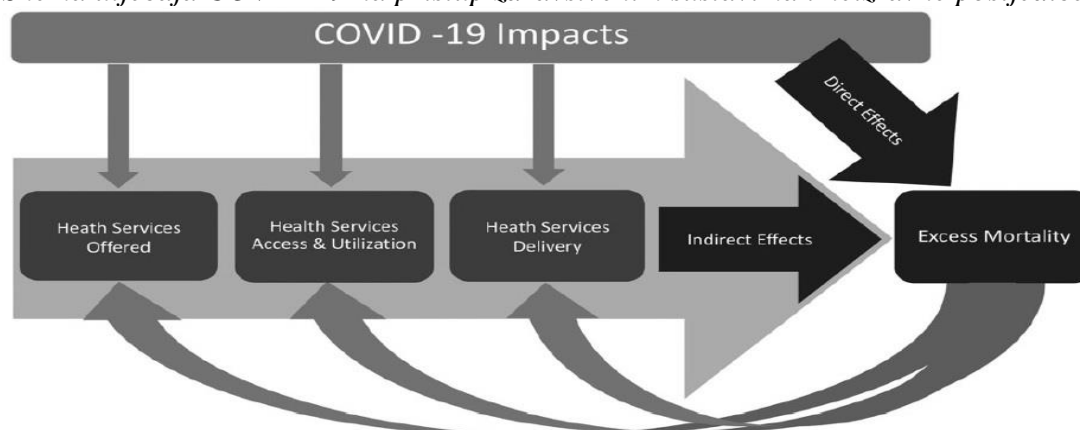 COVID -19 Impacts
Direct Effects
Heath Services
Offered
Health Services
Access & Utilization
Heath Services
Delivery
Indirect Effects
Excess Mortality